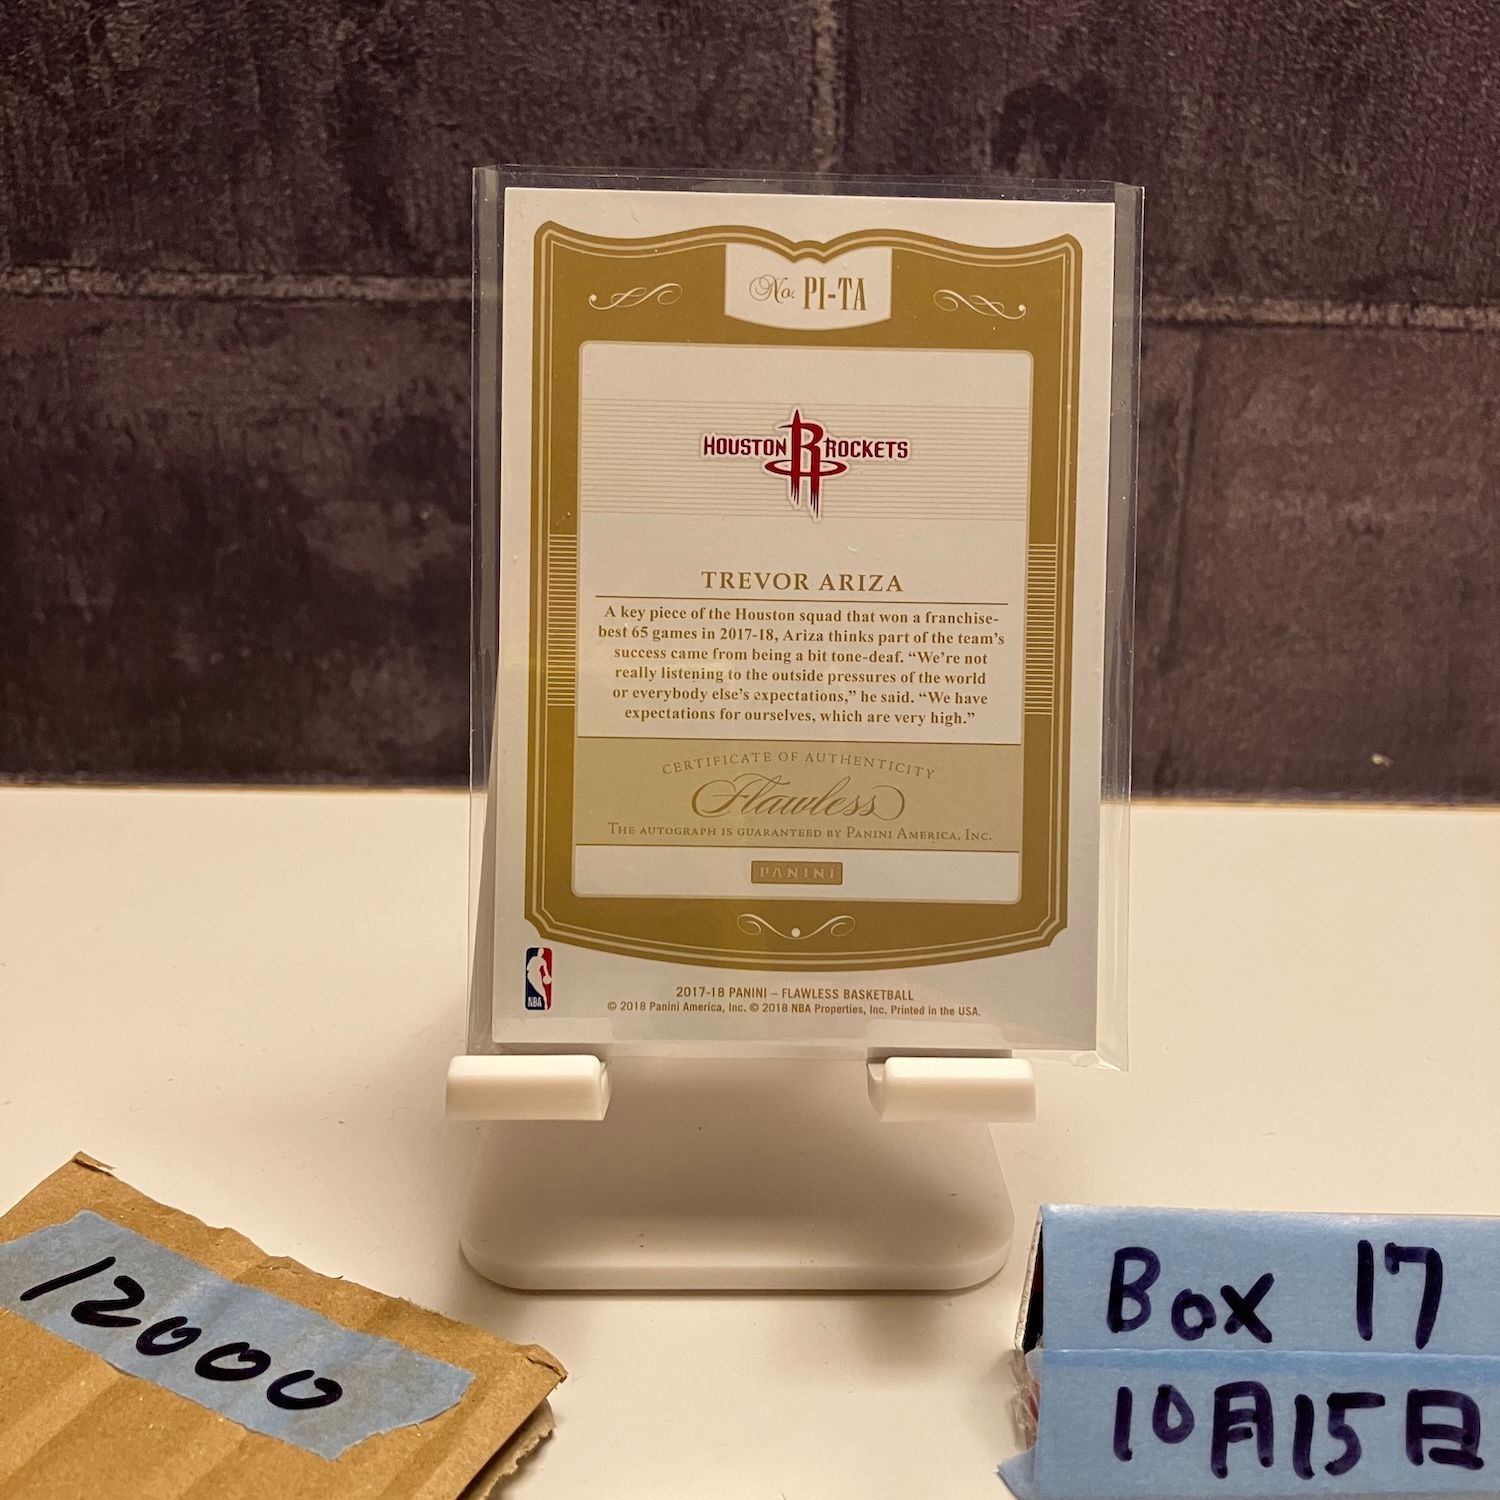 No. PI-TA
HOUSTON ROCKETS
TREVOR ARIZA
A key piece of the Houston squad that won a franchise-
best 65 games in 2017-18, Ariza thinks part of the team's
success came from being a bit tone-deaf. “We're not
really listening to the outside pressures of the world
or everybody else's expectations,” he said. “We have
expectations for ourselves, which are very high.”
CERTIFICATE OF AUTHENTICITY
Flawless
THE AUTOGRAPH IS GUARANTEED BY PANINI AMERICA, INC.
PANINI
NBA
2017-18 PANINI – FLAWLESS BASKETBALL
© 2018 Panini America, Inc. © 2018 NBA Properties, Inc. Printed in the USA.
12000
Box 17
10月15日